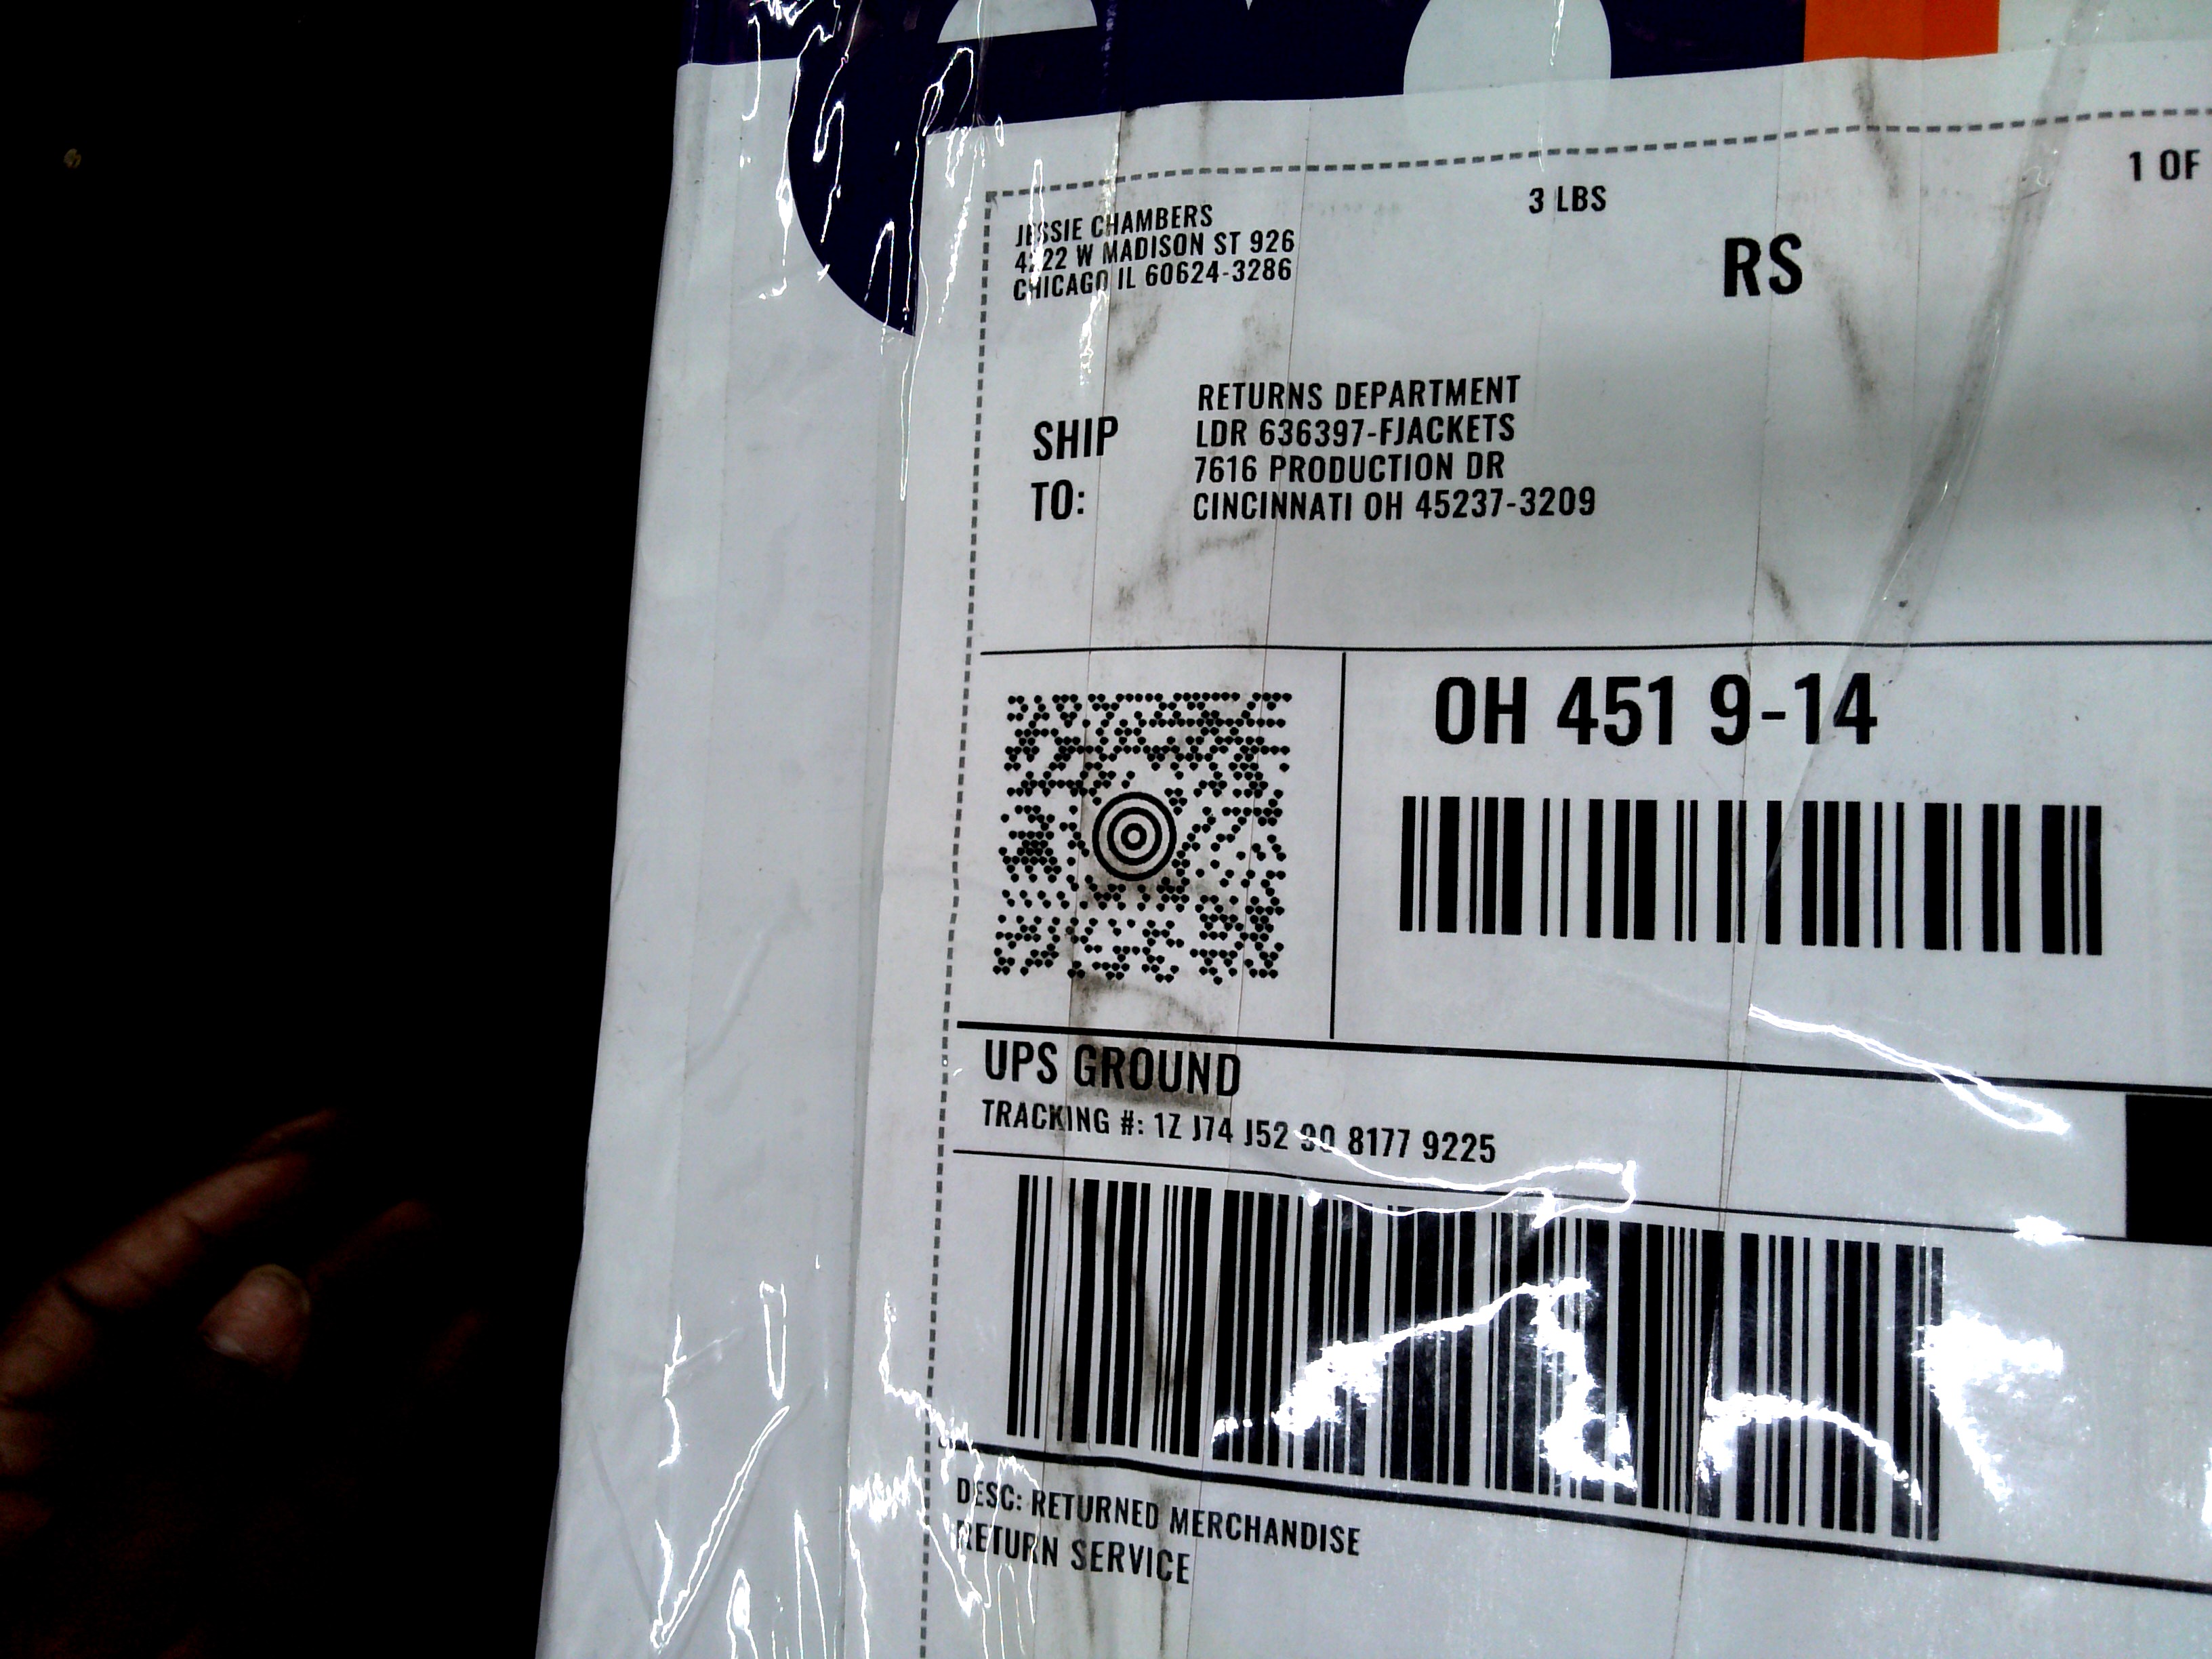 1 OF
3 LBS
RS
JESSIE CHAMBERS
W MADISON ST 926
CHICAGO IL 60624-3286
SHIP TO:
RETURNS DEPARTMENT
LDR 636397-FJACKETS
7616 PRODUCTION DR
CINCINNATI OH 45237-3209
OH 451 9-14
UPS GROUND
TRACKING #: 1Z J74 J52 90 8177 9225
DESC: RETURNED MERCHANDISE
RETURN SERVICE